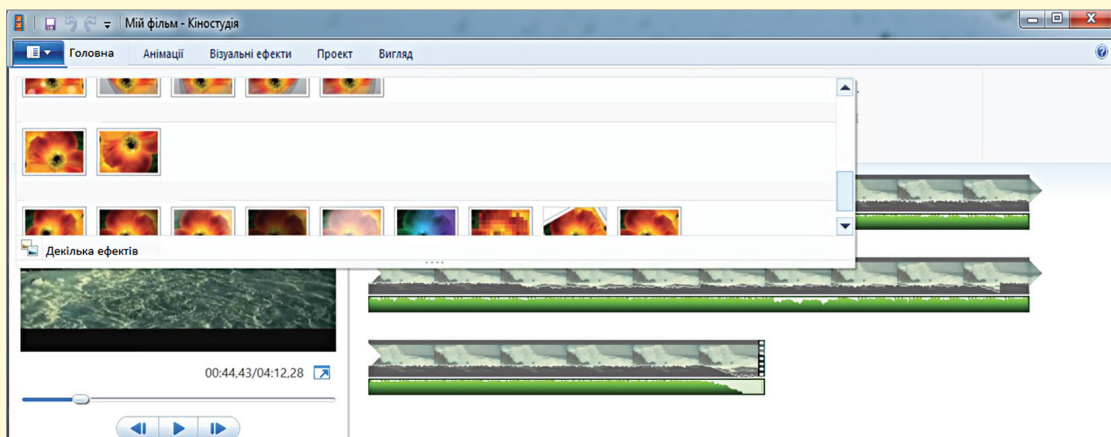 Мій фільм - Кіностудія
Головна Анімації Візуальні ефекти Проект Вигляд
Декілька ефектів
00:44,43/04:12,28